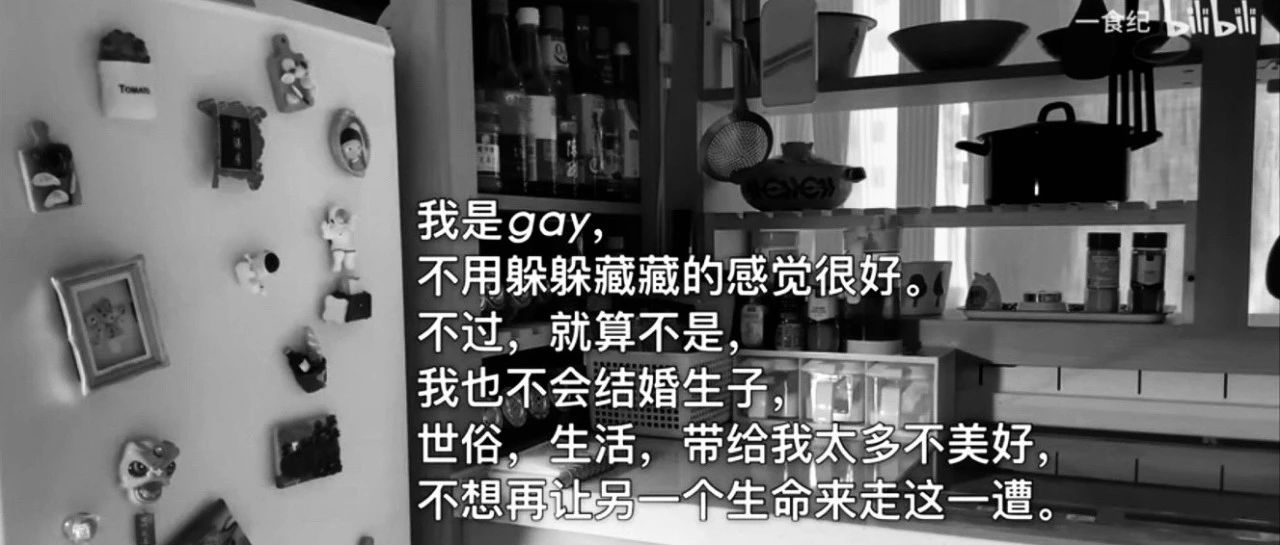 一食纪 bilibili
TOMATO
我是gay，
不用躲躲藏藏的感觉很好。
不过，就算不是，
我也不会结婚生子，
世俗，生活，带给我太多不美好，
不想再让另一个生命来走这一遭。